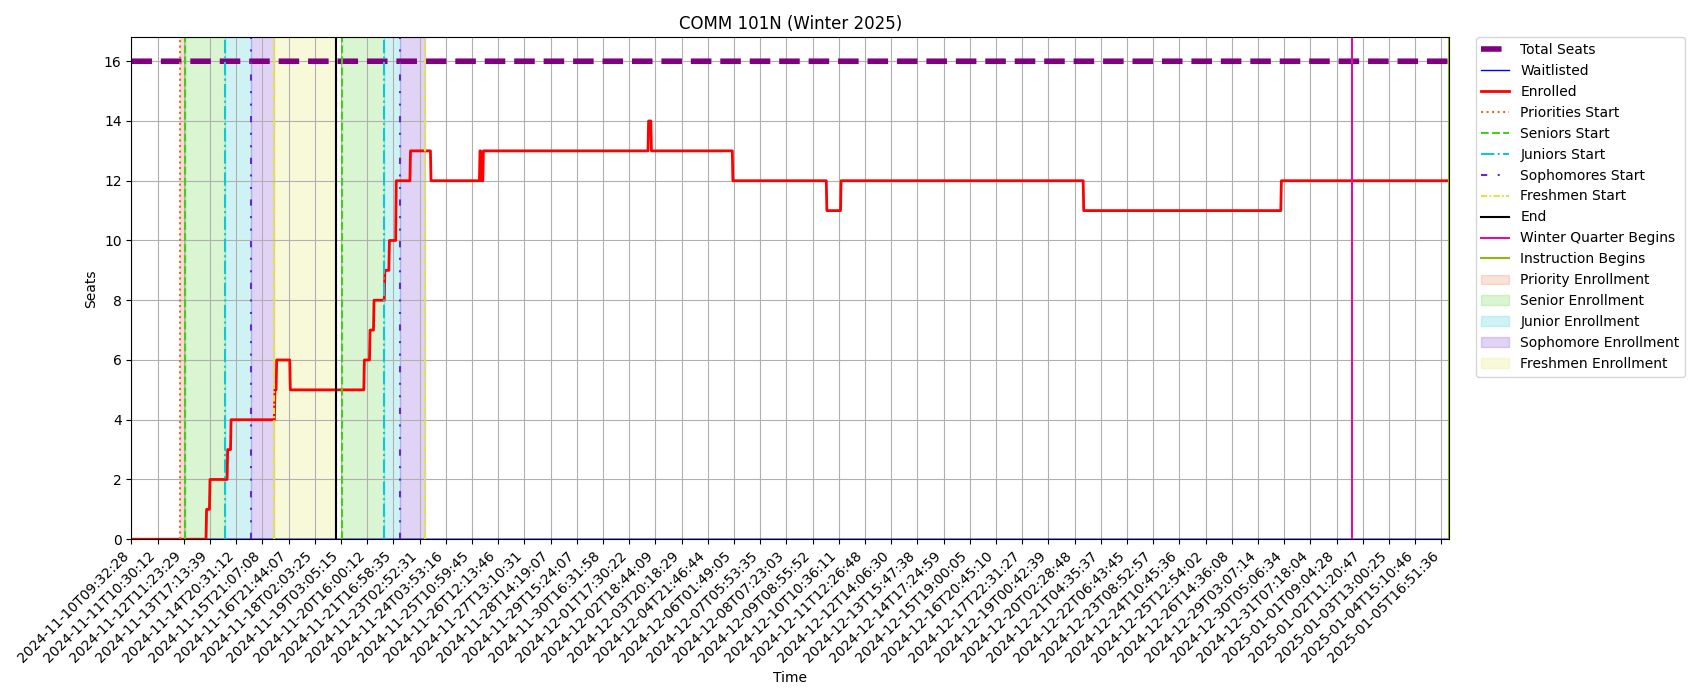 COMM 101N (Winter 2025)
Seats
16
14
12
10
8
6
4
2
0
2024-11-10T09:32:28
2024-11-11T10:30:12
2024-11-12T11:23:29
2024-11-13T17:13:39
2024-11-14T20:31:12
2024-11-15T21:07:08
2024-11-16T21:44:07
2024-11-18T02:03:25
2024-11-19T03:05:15
2024-11-20T16:00:12
2024-11-21T16:58:35
2024-11-23T02:52:31
2024-11-25T03:53:16
2024-11-25T10:59:45
2024-11-26T12:13:46
2024-11-27T13:10:31
2024-11-28T14:19:07
2024-11-29T15:24:07
2024-11-30T16:31:58
2024-12-01T17:30:22
2024-12-02T18:44:09
2024-12-03T20:18:29
2024-12-04T21:46:44
2024-12-06T01:49:05
2024-12-07T05:53:35
2024-12-08T07:23:03
2024-12-09T08:55:52
2024-12-10T10:36:11
2024-12-11T12:26:48
2024-12-12T14:06:30
2024-12-13T15:47:38
2024-12-14T17:24:59
2024-12-15T19:00:05
2024-12-16T20:45:10
2024-12-17T22:31:27
2024-12-19T00:42:39
2024-12-20T02:28:48
2024-12-21T04:35:37
2024-12-22T06:43:45
2024-12-23T08:52:57
2024-12-24T10:45:36
2024-12-25T12:54:02
2024-12-26T14:36:08
2024-12-29T03:07:14
2024-12-30T05:06:34
2024-12-31T07:18:04
2025-01-01T09:04:28
2025-01-02T11:20:47
2025-01-03T13:00:25
2025-01-04T15:10:46
2025-01-05T16:51:36
Time
Total Seats
Waitlisted
Enrolled
Priorities Start
Seniors Start
Juniors Start
Sophomores Start
Freshmen Start
End
Winter Quarter Begins
Instruction Begins
Priority Enrollment
Senior Enrollment
Junior Enrollment
Sophomore Enrollment
Freshmen Enrollment